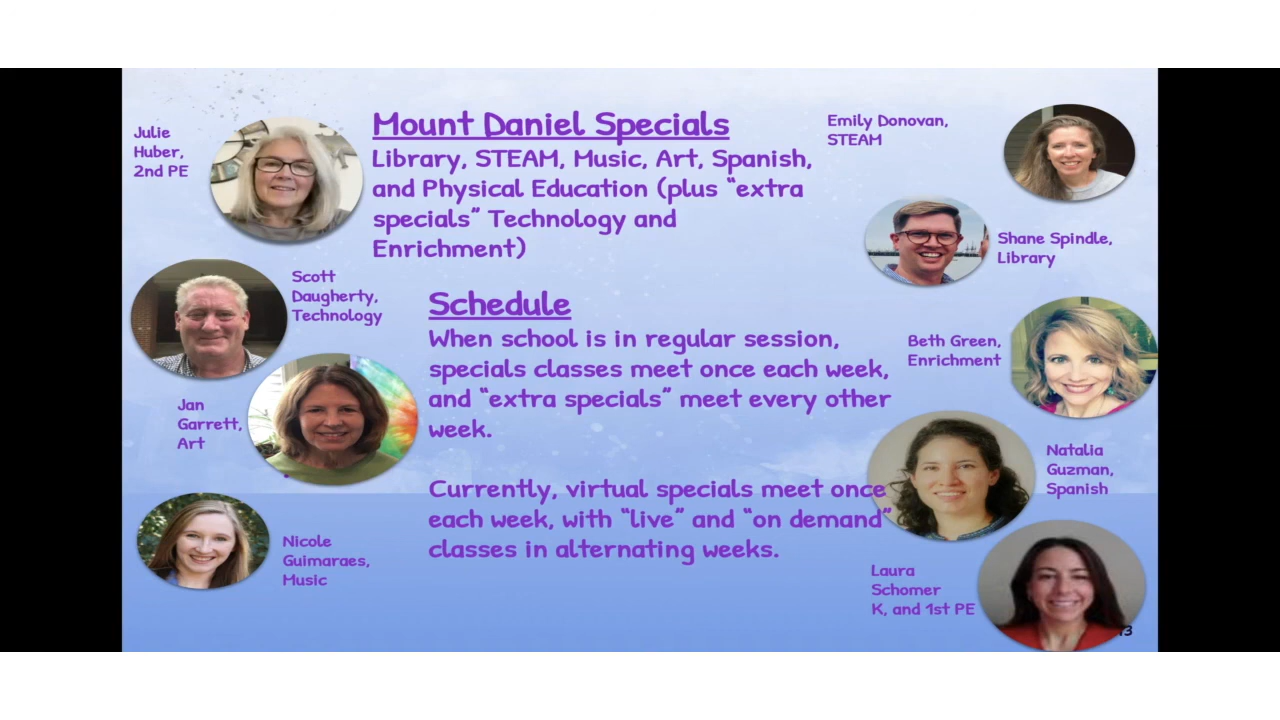 Julie
Huber,
2nd PE
Mount Daniel Specials
Library, STEAM, Music, Art, Spanish,
and Physical Education (plus “extra
specials” Technology and
Enrichment)
Emily Donovan,
STEAM
Shane Spindle,
Library
Scott
Daugherty,
Technology
Schedule
When school is in regular session,
specials classes meet once each week,
and “extra specials” meet every other
week.
Beth Green,
Enrichment
Jan
Garrett,
Art
Currently, virtual specials meet once
each week, with “live” and “on demand”
classes in alternating weeks.
Natalia
Guzman,
Spanish
Nicole
Guimaraes,
Music
Laura
Schomer
K, and 1st PE
13